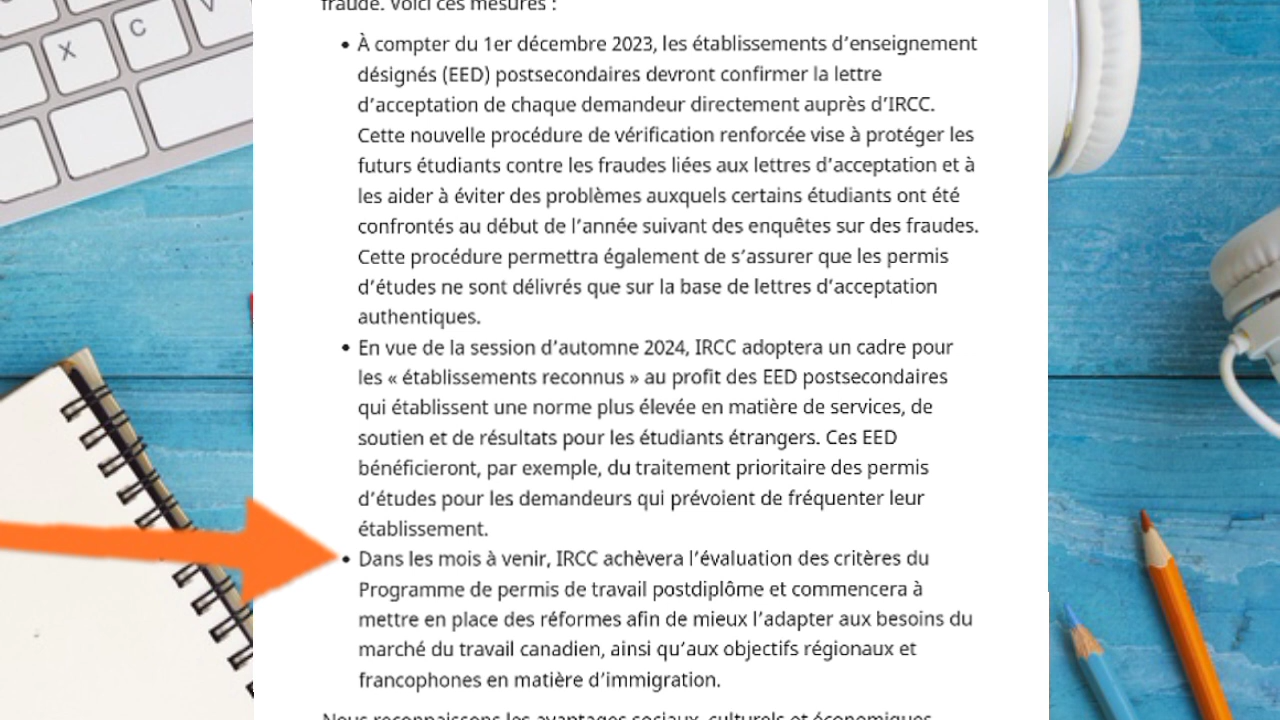 fraude. Voici ces mesures :
• À compter du 1er décembre 2023, les établissements d’enseignement
désignés (EED) postsecondaires devront confirmer la lettre
d’acceptation de chaque demandeur directement auprès d’IRCC.
Cette nouvelle procédure de vérification renforcée vise à protéger les
futurs étudiants contre les fraudes liées aux lettres d’acceptation et à
les aider à éviter des problèmes auxquels certains étudiants ont été
confrontés au début de l’année suivant des enquêtes sur des fraudes.
Cette procédure permettra également de s’assurer que les permis
d’études ne sont délivrés que sur la base de lettres d’acceptation
authentiques.
• En vue de la session d’automne 2024, IRCC adoptera un cadre pour
les « établissements reconnus » au profit des EED postsecondaires
qui établissent une norme plus élevée en matière de services, de
soutien et de résultats pour les étudiants étrangers. Ces EED
bénéficieront, par exemple, du traitement prioritaire des permis
d’études pour les demandeurs qui prévoient de fréquenter leur
établissement.
• Dans les mois à venir, IRCC achèvera l’évaluation des critères du
Programme de permis de travail postdiplôme et commencera à
mettre en place des réformes afin de mieux l’adapter aux besoins du
marché du travail canadien, ainsi qu’aux objectifs régionaux et
francophones en matière d’immigration.
Nous reconnaissons les avantages sociaux, culturels et économiques
X
C
V